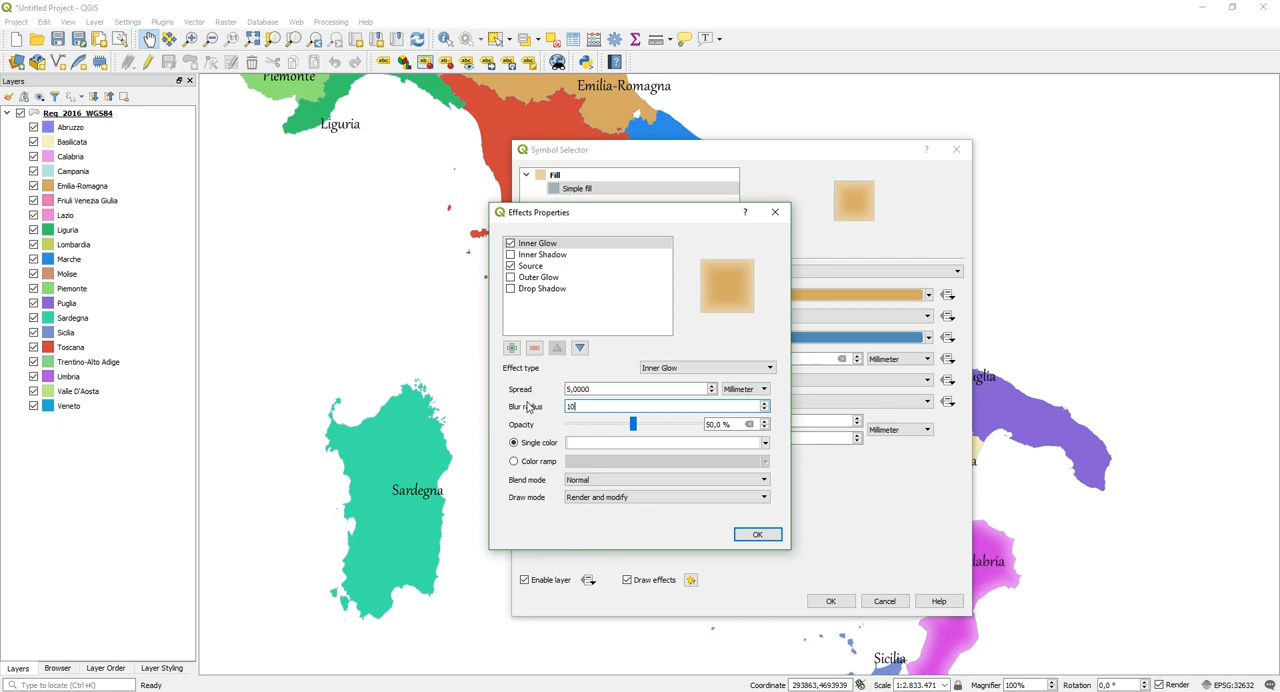 *Untitled Project - QGIS
Project Edit View Layer Settings Plugins Vector Raster Database Web Processing Help
Layers
Reg_2016_WGS84
Abruzzo
Basilicata
Calabria
Campania
Emilia-Romagna
Friuli Venezia Giulia
Lazio
Liguria
Lombardia
Marche
Molise
Piemonte
Puglia
Sardegna
Sicilia
Toscana
Trentino-Alto Adige
Umbria
Valle D'Aosta
Veneto
Layers Browser Layer Order Layer Styling
Piemonte
Liguria
Emilia-Romagna
Sardegna
uglia
a
labria
Sicilia
Symbol Selector ?
Fill
Simple fill
Millimeter
Millimeter
Enable layer Draw effects
OK Cancel Help
Effects Properties ?
Inner Glow
Inner Shadow
Source
Outer Glow
Drop Shadow
Effect type Inner Glow
Spread 5,0000 Millimeter
Blur radius 10
Opacity 50,0 %
Single color
Color ramp
Blend mode Normal
Draw mode Render and modify
OK
Type to locate (Ctrl+K) Ready Coordinate 293863,4693939 Scale 1:2.833.471 Magnifier 100% Rotation 0,0 ° Render EPSG:32632